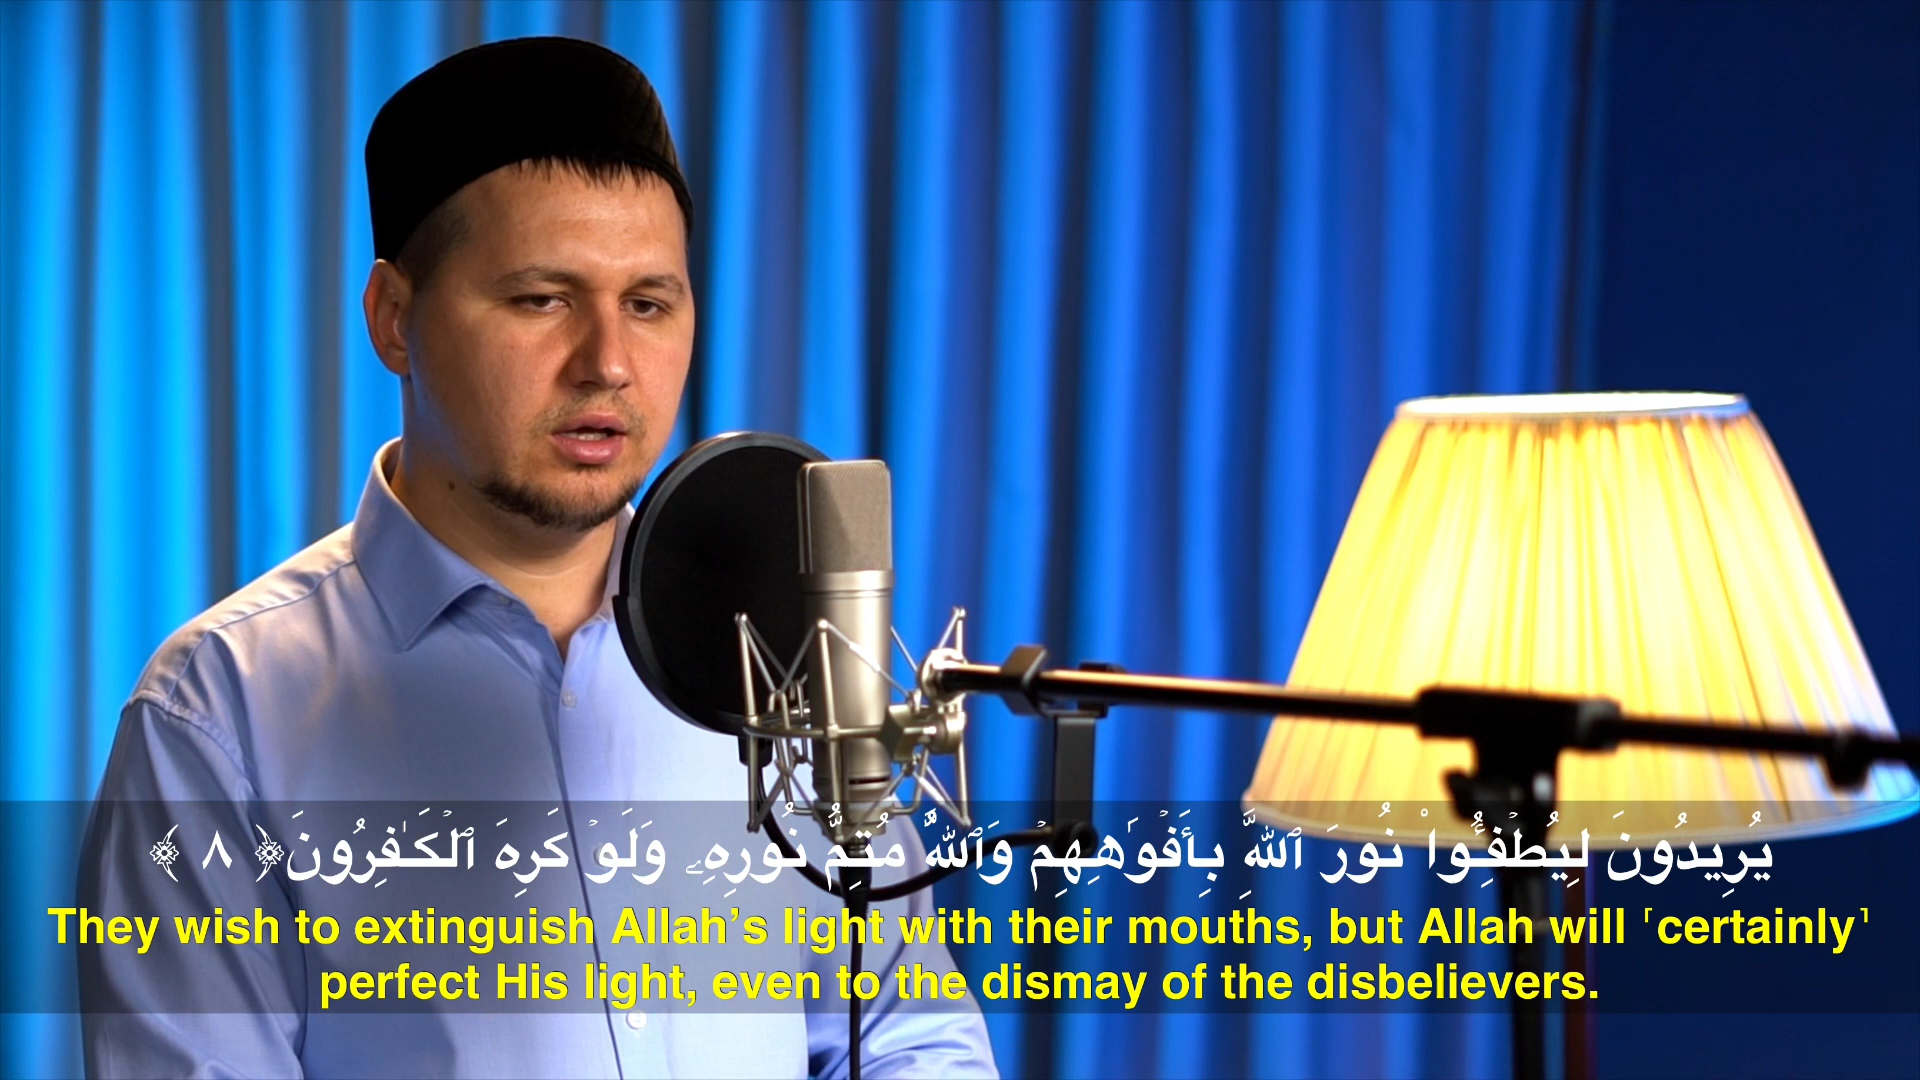 يُرِيدُونَ لِيُطْفِـُٔوا۟ نُورَ ٱللَّهِ بِأَفْوَٰهِهِمْ وَٱللَّهُ مُتِمُّ نُورِهِۦ وَلَوْ كَرِهَ ٱلْكَـٰفِرُونَ ﴿٨﴾
They wish to extinguish Allah’s light with their mouths, but Allah will ˹certainly˺
perfect His light, even to the dismay of the disbelievers.